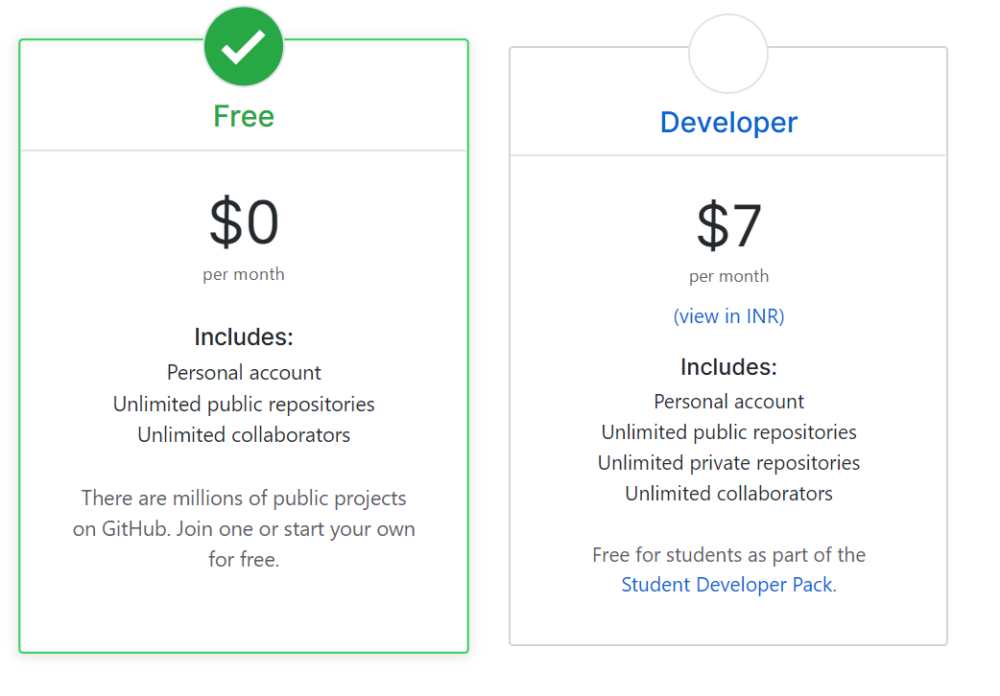 Free
$0
per month
Includes:
Personal account
Unlimited public repositories
Unlimited collaborators
There are millions of public projects
on GitHub. Join one or start your own
for free.
Developer
$7
per month
(view in INR)
Includes:
Personal account
Unlimited public repositories
Unlimited private repositories
Unlimited collaborators
Free for students as part of the
Student Developer Pack.